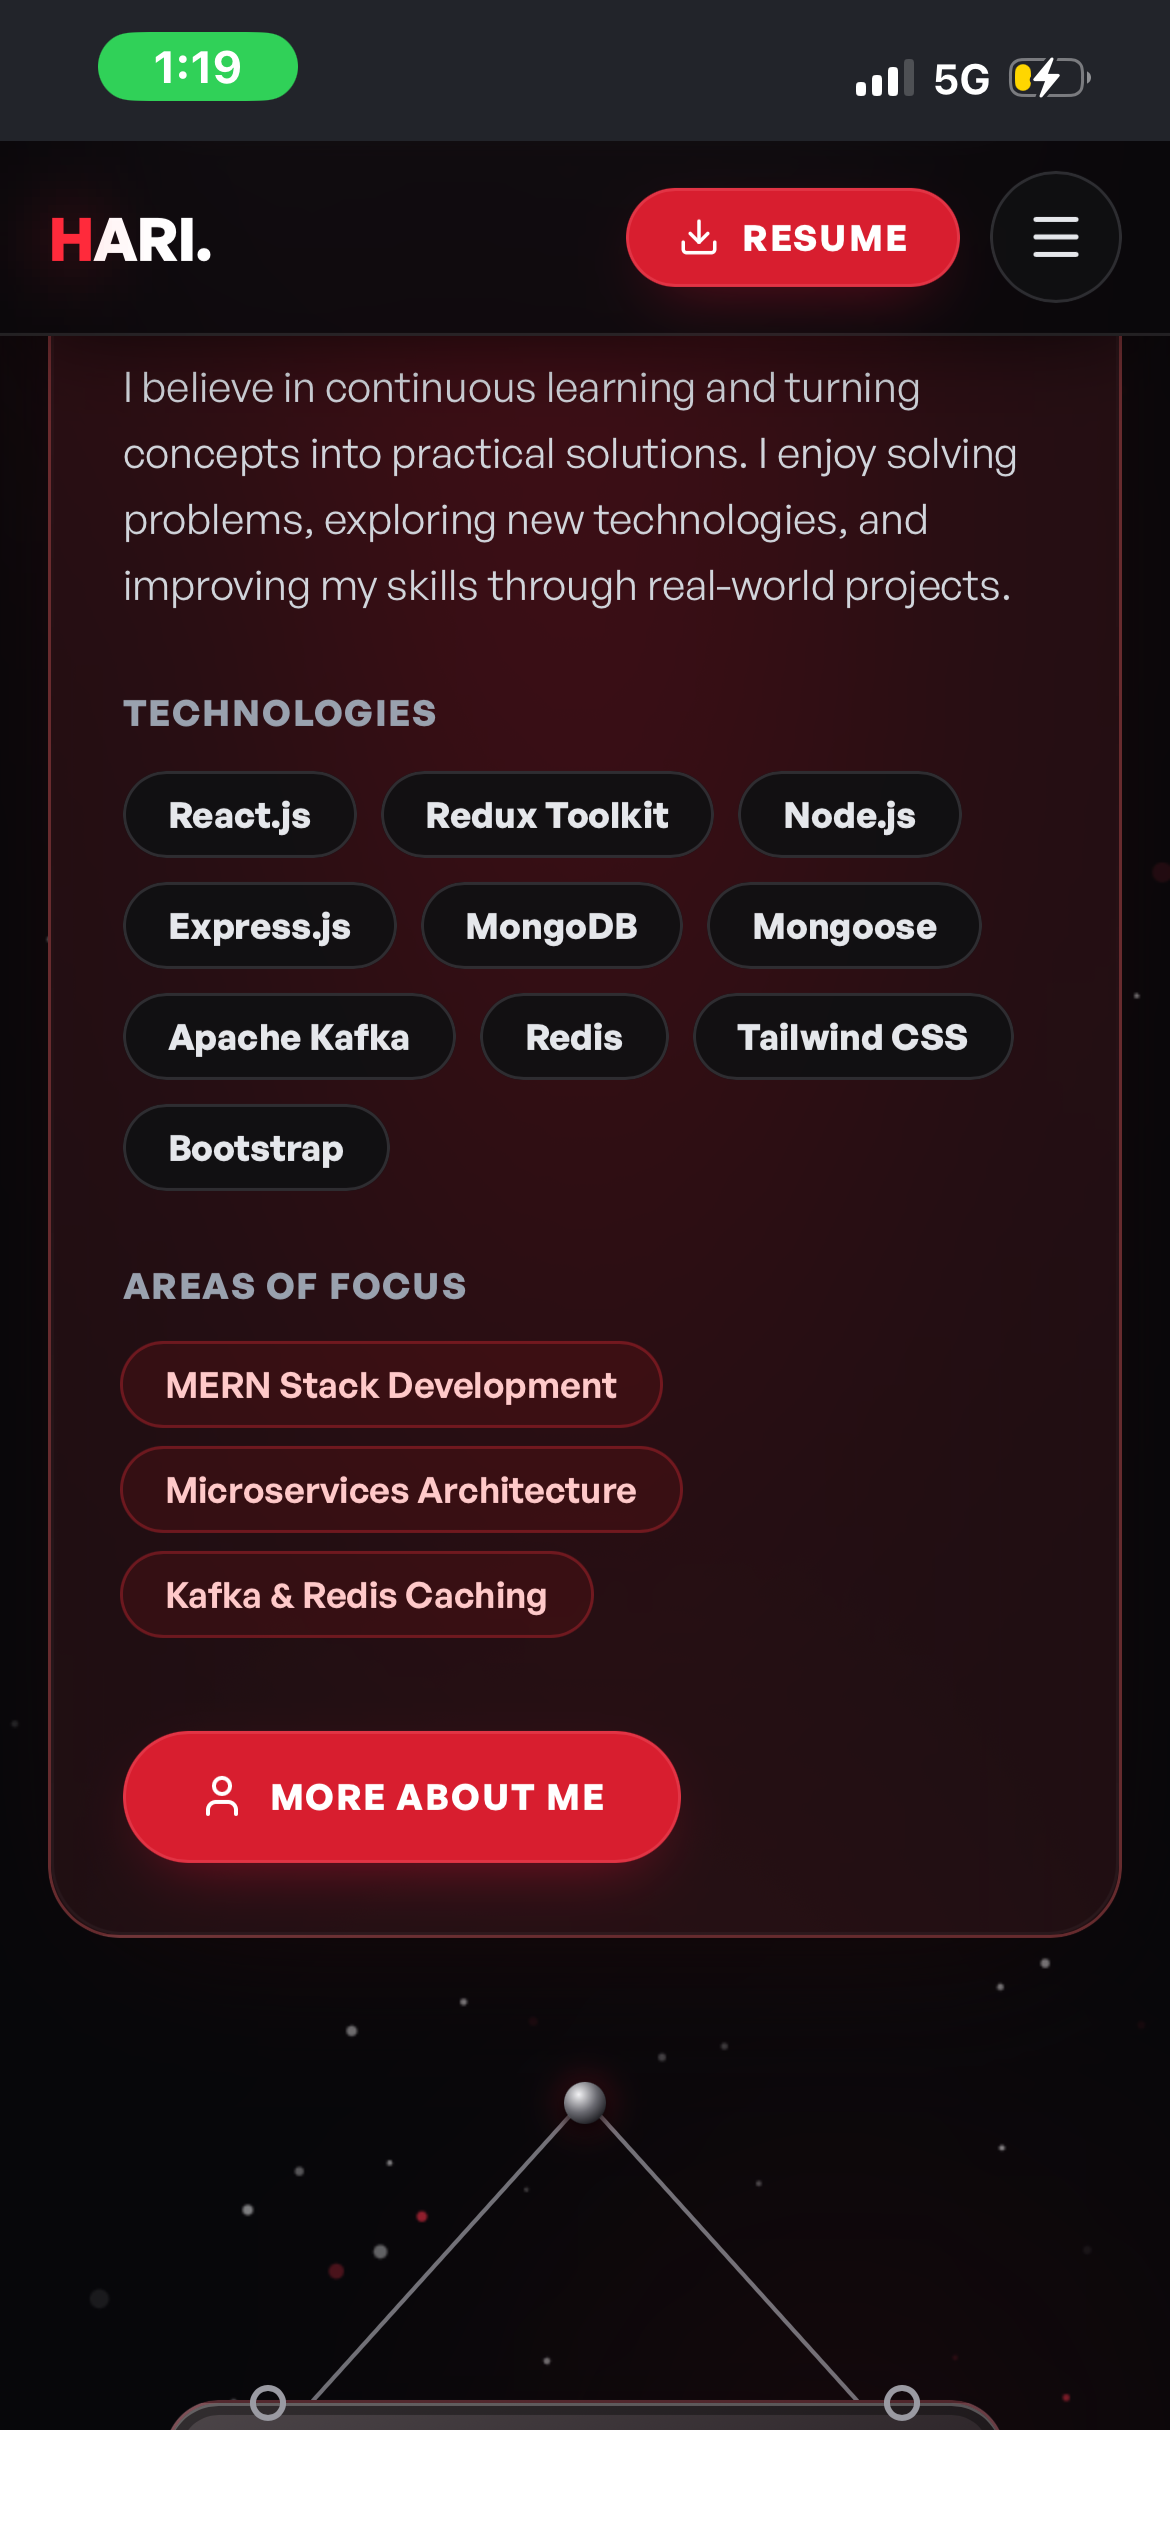 1:19
5G
HARI.
RESUME
I believe in continuous learning and turning
concepts into practical solutions. I enjoy solving
problems, exploring new technologies, and
improving my skills through real-world projects.
TECHNOLOGIES
React.js Redux Toolkit Node.js
Express.js MongoDB Mongoose
Apache Kafka Redis Tailwind CSS
Bootstrap
AREAS OF FOCUS
MERN Stack Development
Microservices Architecture
Kafka & Redis Caching
MORE ABOUT ME